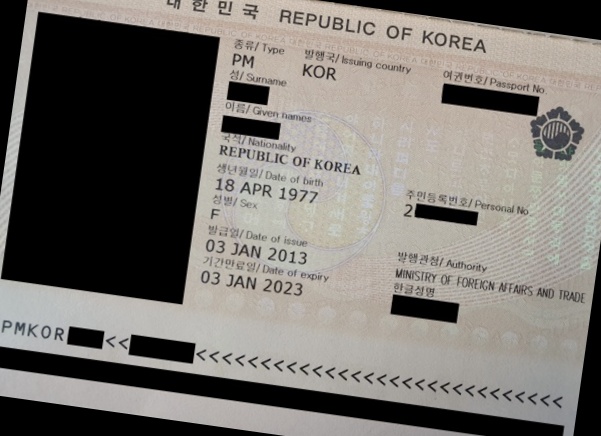 대한민국 REPUBLIC OF KOREA
종류/ Type 발행국/ Issuing country 여권번호/ Passport No.
PM KOR
성/ Surname
이름/ Given names
국적/ Nationality
REPUBLIC OF KOREA
생년월일/ Date of birth 주민등록번호/ Personal No.
18 APR 1977 2
성별/ Sex
F
발급일/ Date of issue 발행관청/ Authority
03 JAN 2013 MINISTRY OF FOREIGN AFFAIRS AND TRADE
기간만료일/ Date of expiry 한글성명
03 JAN 2023